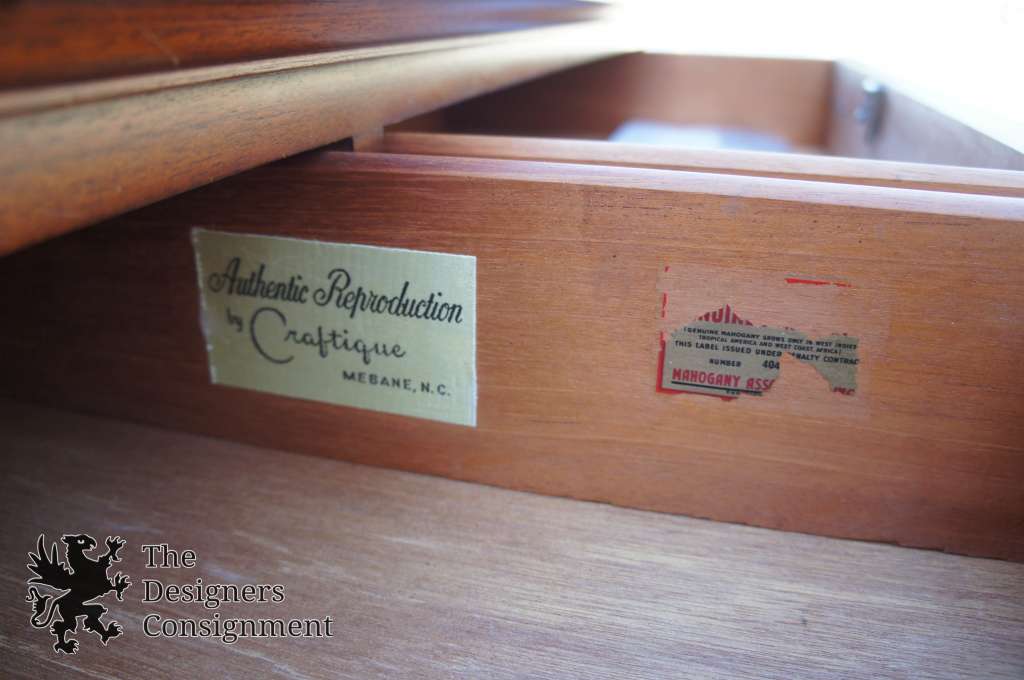 Authentic Reproduction
by Craftique
MEBANE, N.C.
GENUINE MAHOGANY GROWS ONLY IN WEST INDIES
TROPICAL AMERICA AND WEST COAST AFRICA
THIS LABEL ISSUED UNDER
NUMBER 404
MAHOGANY
The
Designers
Consignment